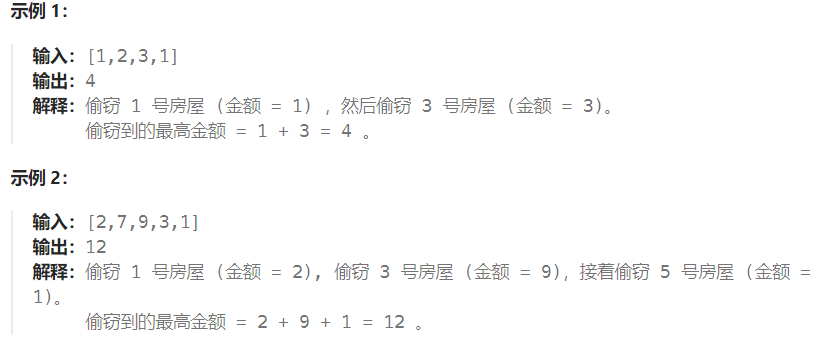 示例 1：
输入：[1,2,3,1]
输出：4
解释：偷窃 1 号房屋 (金额 = 1) ，然后偷窃 3 号房屋 (金额 = 3)。
偷窃到的最高金额 = 1 + 3 = 4 。
示例 2：
输入：[2,7,9,3,1]
输出：12
解释：偷窃 1 号房屋 (金额 = 2), 偷窃 3 号房屋 (金额 = 9)，接着偷窃 5 号房屋 (金额 =
1)。
偷窃到的最高金额 = 2 + 9 + 1 = 12 。